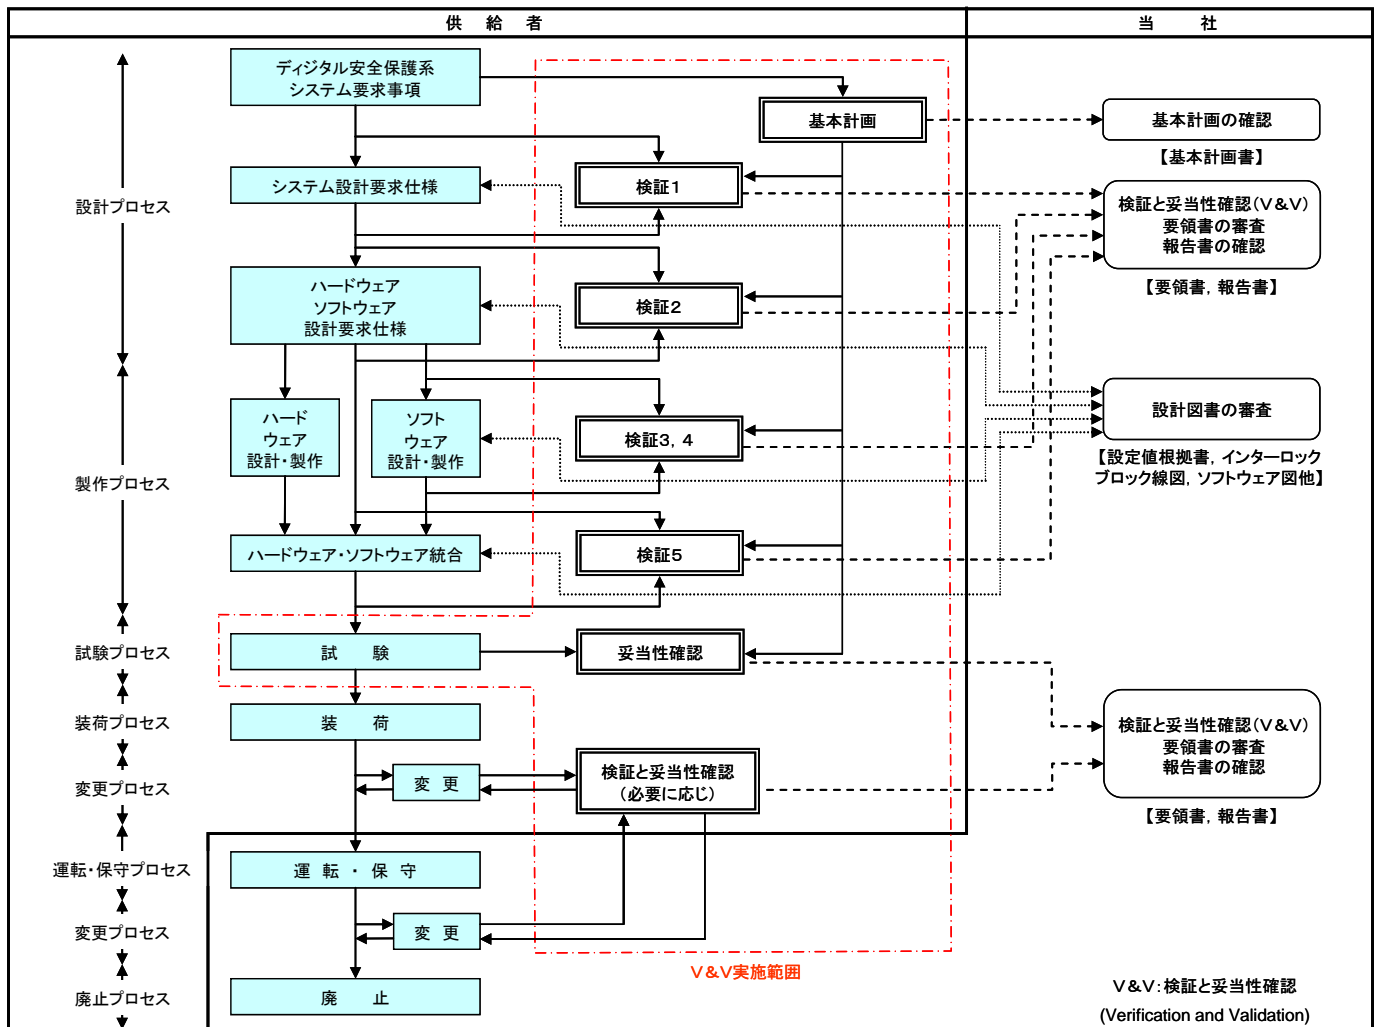 供 給 者
当 社
ディジタル安全保護系
システム要求事項
基本計画
基本計画の確認
【基本計画書】
システム設計要求仕様
検証1
検証と妥当性確認(V&V)
要領書の審査
報告書の確認
【要領書, 報告書】
設計プロセス
ハードウェア
ソフトウェア
設計要求仕様
検証2
ハード
ウェア
設計・製作
ソフト
ウェア
設計・製作
検証3, 4
設計図書の審査
【設定値根拠書, インターロック
ブロック線図, ソフトウェア図他】
製作プロセス
ハードウェア・ソフトウェア統合
検証5
試験プロセス
試 験
妥当性確認
装荷プロセス
装 荷
検証と妥当性確認(V&V)
要領書の審査
報告書の確認
【要領書, 報告書】
変更プロセス
変 更
検証と妥当性確認
(必要に応じ)
運転・保守プロセス
運 転 ・ 保 守
変更プロセス
変 更
V&V実施範囲
廃止プロセス
廃 止
V&V:検証と妥当性確認
(Verification and Validation)